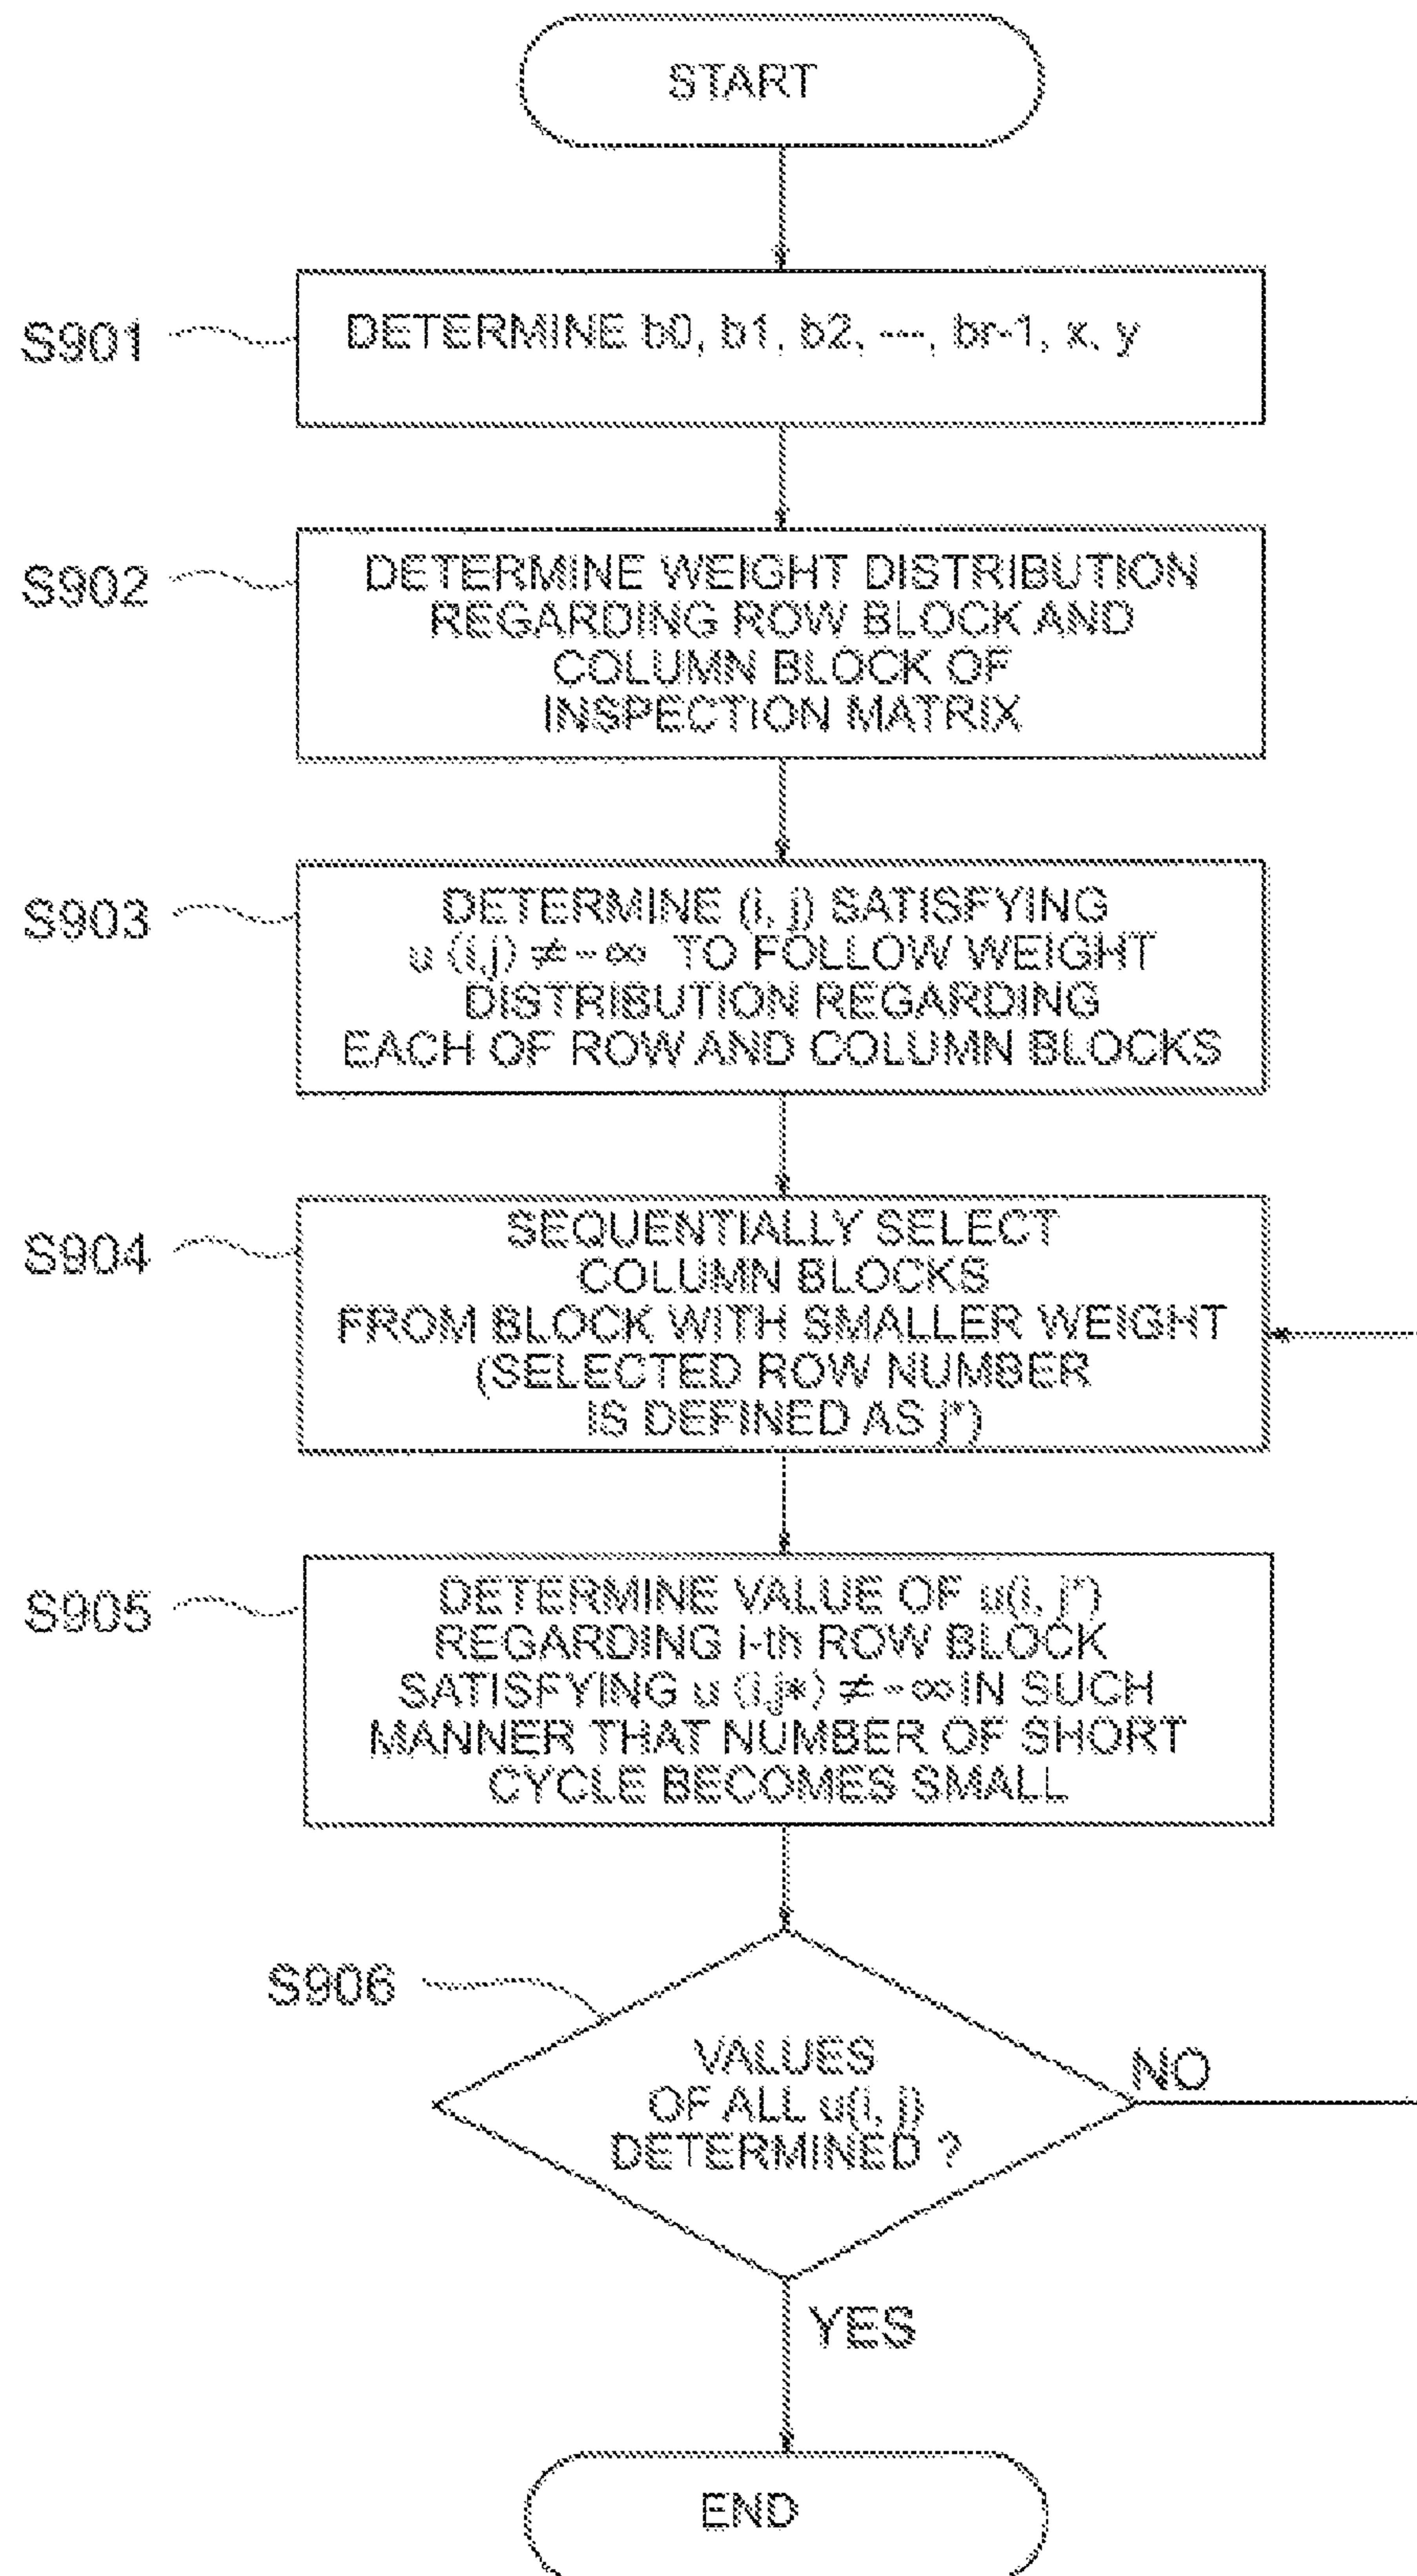 START
S901
DETERMINE b0, b1, b2, ---, br-1, x, y
S902
DETERMINE WEIGHT DISTRIBUTION
REGARDING ROW BLOCK AND
COLUMN BLOCK OF
INSPECTION MATRIX
S903
DETERMINE (i, j) SATISFYING
u (i,j) ≠ -∞ TO FOLLOW WEIGHT
DISTRIBUTION REGARDING
EACH OF ROW AND COLUMN BLOCKS
S904
SEQUENTIALLY SELECT
COLUMN BLOCKS
FROM BLOCK WITH SMALLER WEIGHT
(SELECTED ROW NUMBER
IS DEFINED AS j*)
S905
DETERMINE VALUE OF u(i, j*)
REGARDING i-th ROW BLOCK
SATISFYING u (i,j*) ≠ -∞ IN SUCH
MANNER THAT NUMBER OF SHORT
CYCLE BECOMES SMALL
S906
VALUES
OF ALL u(i, j)
DETERMINED ?
NO
YES
END